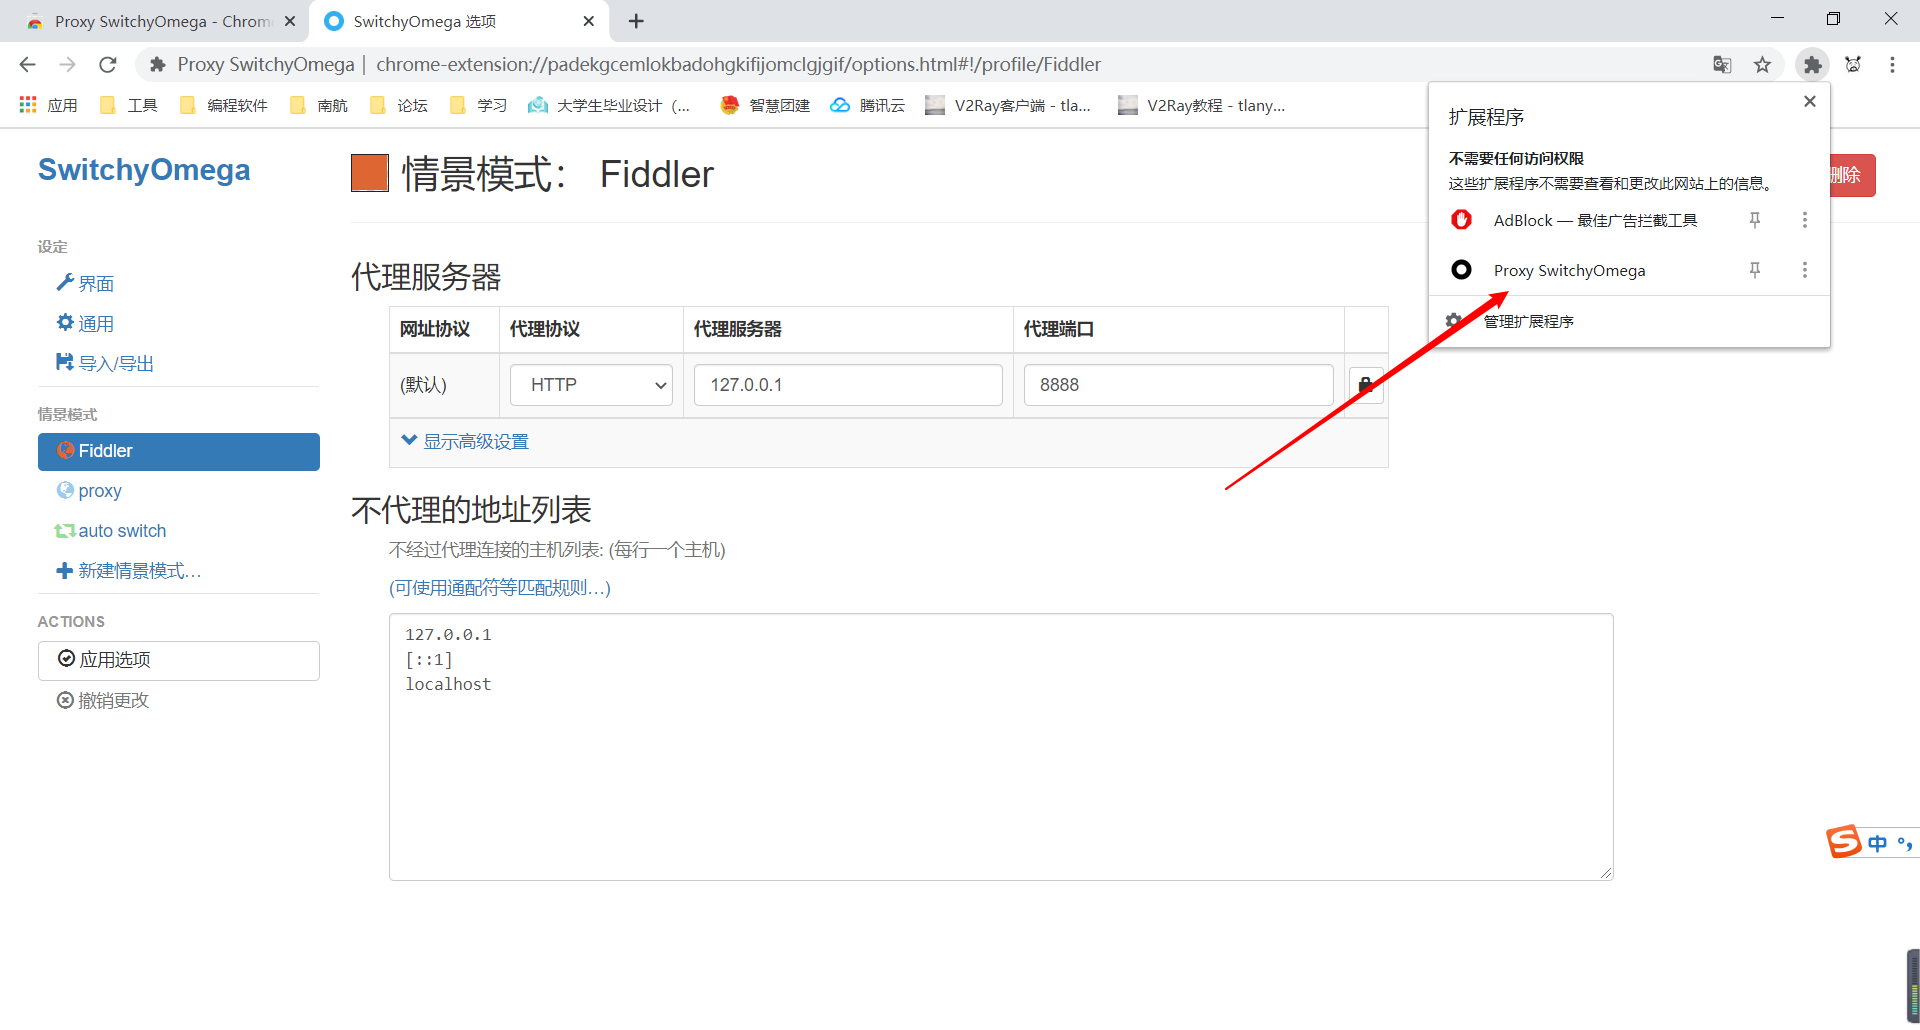 Proxy SwitchyOmega - Chrom
SwitchyOmega 选项
Proxy SwitchyOmega | chrome-extension://padekgcemlokbadohgkifijomclgjgif/options.html#!/profile/Fiddler
应用
工具
编程软件
南航
论坛
学习
大学生毕业设计（...
智慧团建
腾讯云
V2Ray客户端 - tla...
V2Ray教程 - tlany...
扩展程序
不需要任何访问权限
这些扩展程序不需要查看和更改此网站上的信息。
AdBlock — 最佳广告拦截工具
Proxy SwitchyOmega
管理扩展程序
删除
SwitchyOmega
设定
界面
通用
导入/导出
情景模式
Fiddler
proxy
auto switch
新建情景模式…
ACTIONS
应用选项
撤销更改
情景模式： Fiddler
代理服务器
网址协议 代理协议 代理服务器 代理端口
(默认) HTTP 127.0.0.1 8888
显示高级设置
不代理的地址列表
不经过代理连接的主机列表: (每行一个主机)
(可使用通配符等匹配规则…)
127.0.0.1
[::1]
localhost
S 中 °,